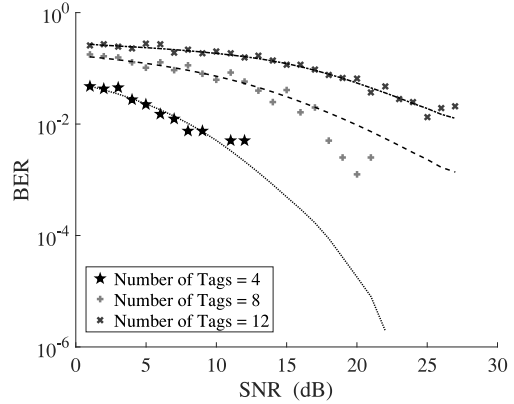 10^0
10^-2
10^-4
10^-6
BER
Number of Tags = 4
Number of Tags = 8
Number of Tags = 12
0 5 10 15 20 25 30
SNR (dB)